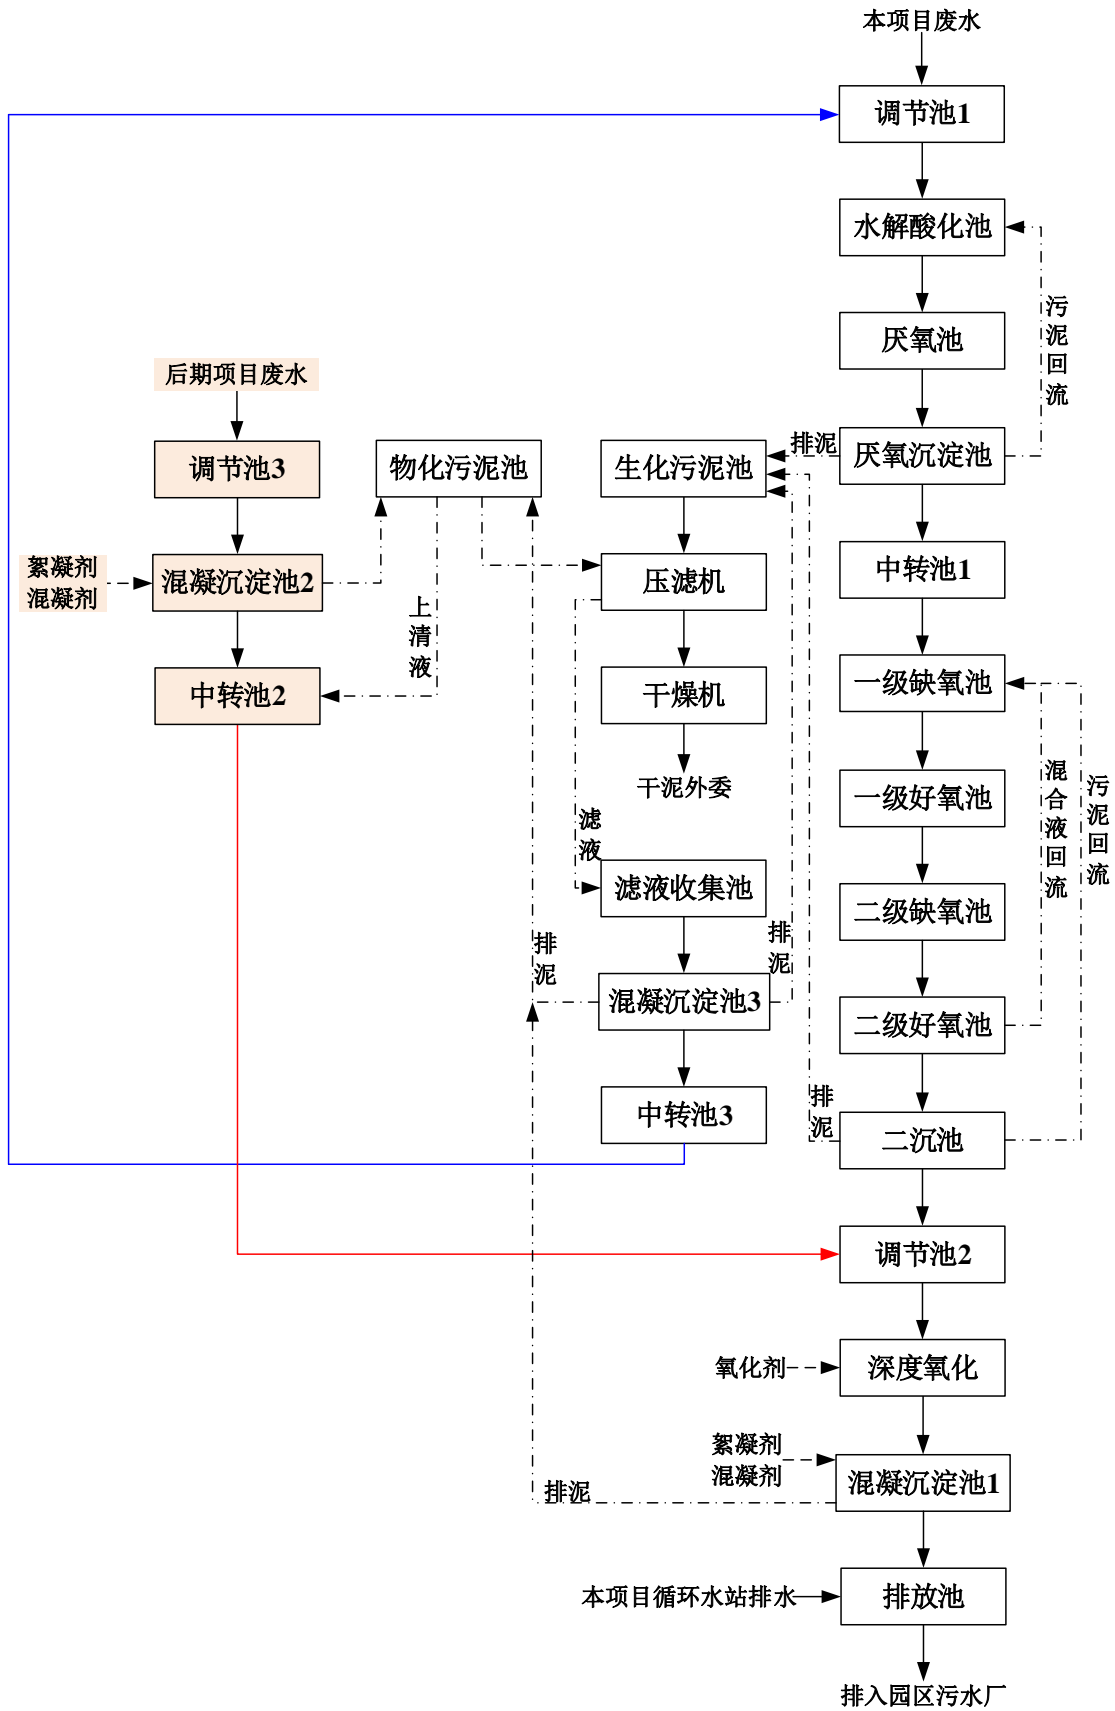 本项目废水
调节池1
水解酸化池
污泥回流
厌氧池
后期项目废水
调节池3
物化污泥池
生化污泥池
排泥
厌氧沉淀池
絮凝剂
混凝剂
混凝沉淀池2
压滤机
中转池1
上清液
中转池2
干燥机
一级缺氧池
干泥外委
一级好氧池
混合液回流
污泥回流
滤液
滤液收集池
二级缺氧池
排泥
排泥
混凝沉淀池3
二级好氧池
中转池3
排泥
二沉池
调节池2
氧化剂
深度氧化
絮凝剂
混凝剂
混凝沉淀池1
排泥
本项目循环水站排水
排放池
排入园区污水厂